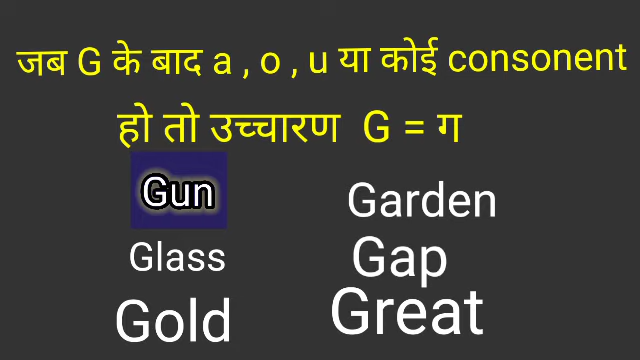 जब G के बाद a , o , u या कोई consonent
हो तो उच्चारण G = ग
Gun
Garden
Glass
Gap
Gold
Great